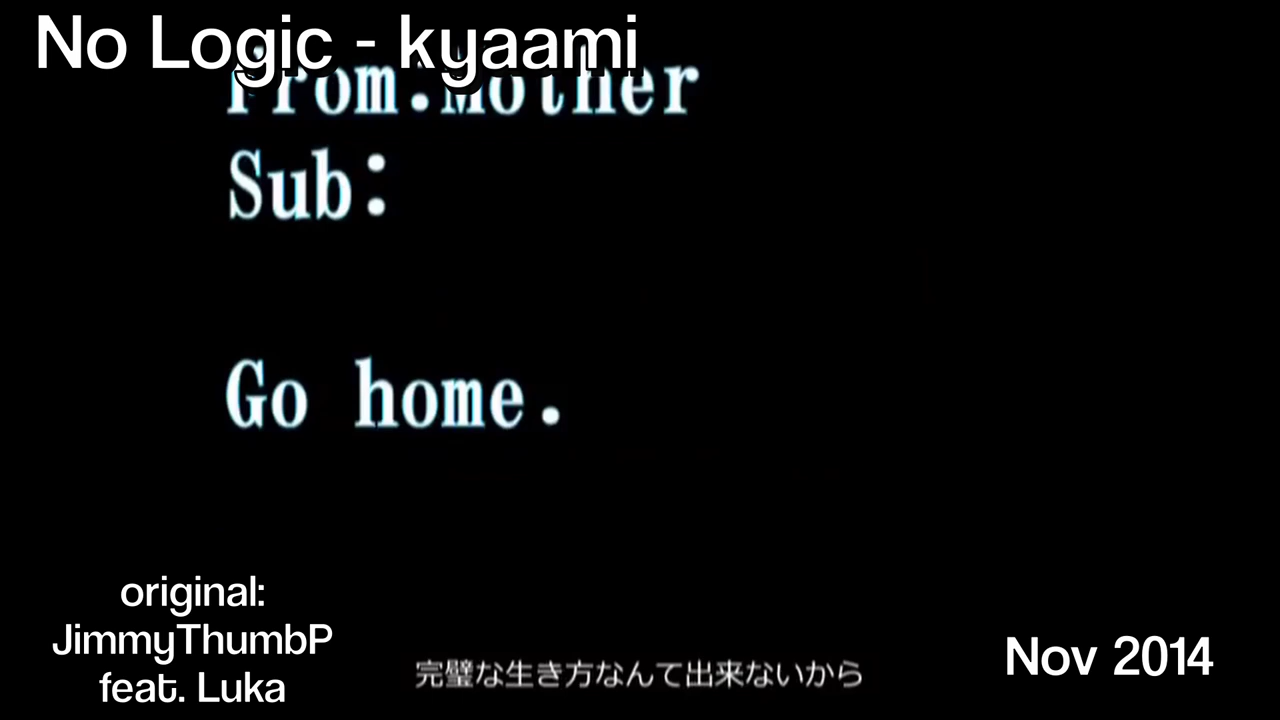 No Logic - kyaami
From:Mother
Sub:
Go home.
original:
JimmyThumbP
feat. Luka
完璧な生き方なんて出来ないから
Nov 2014